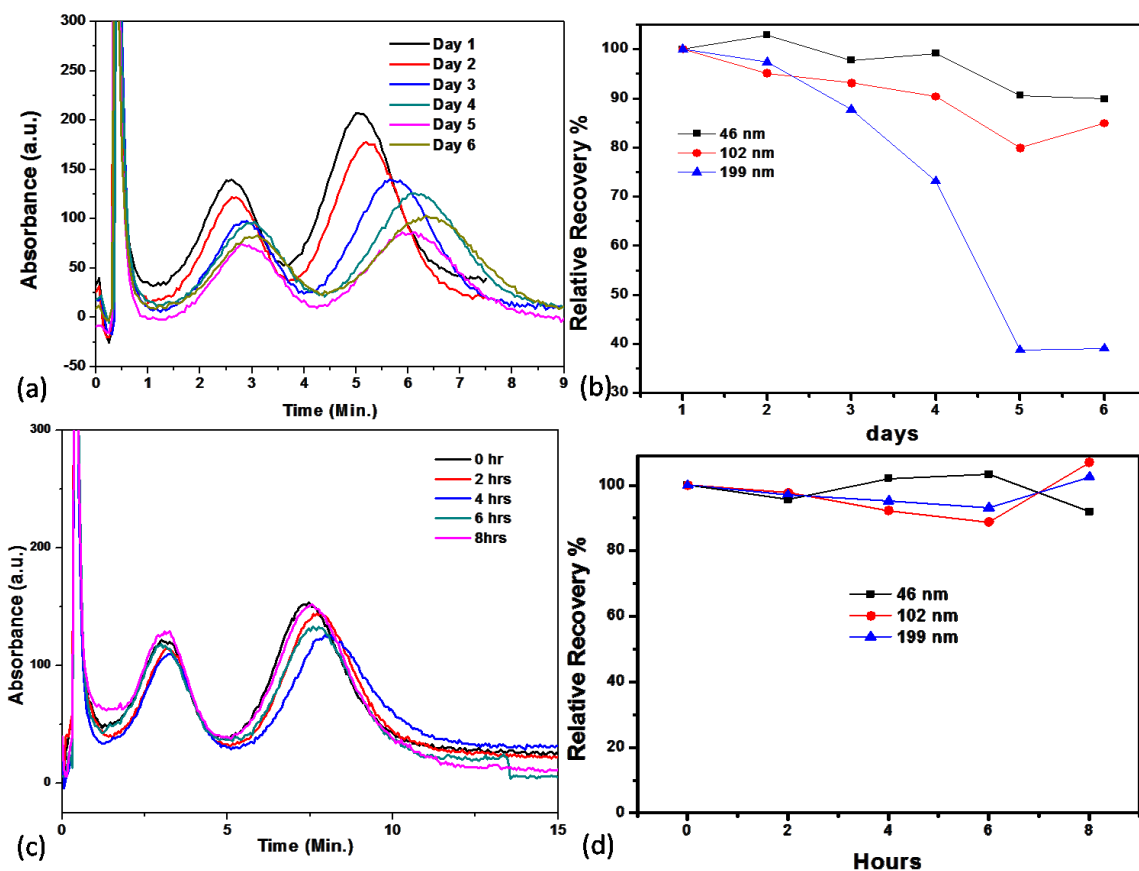 300
250
200
150
100
50
0
-50
Absorbance (a.u.)
Day 1
Day 2
Day 3
Day 4
Day 5
Day 6
0 1 2 3 4 5 6 7 8 9
Time (Min.)
(a)
100
90
80
70
60
50
40
30
Relative Recovery %
46 nm
102 nm
199 nm
1 2 3 4 5 6
days
(b)
300
200
100
0
Absorbance (a.u.)
0 hr
2 hrs
4 hrs
6 hrs
8hrs
0 5 10 15
Time (Min.)
(c)
100
80
60
40
20
0
Relative Recovery %
46 nm
102 nm
199 nm
0 2 4 6 8
Hours
(d)